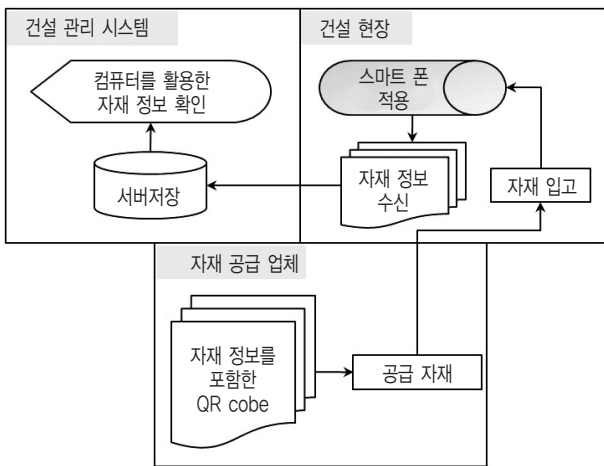 건설 관리 시스템
컴퓨터를 활용한
자재 정보 확인
서버저장
건설 현장
스마트 폰
적용
자재 정보
수신
자재 입고
자재 공급 업체
자재 정보를
포함한
QR cobe
공급 자재